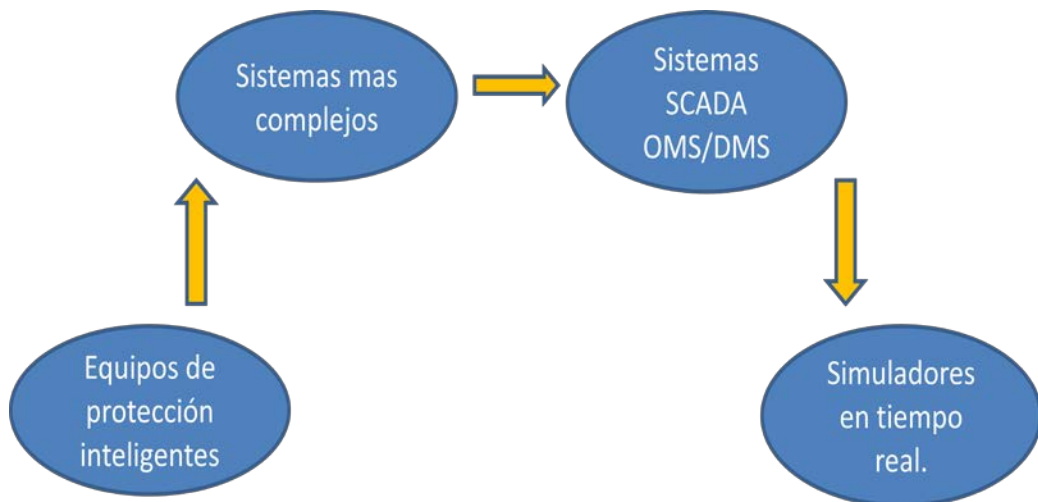 Sistemas mas
complejos
Sistemas
SCADA
OMS/DMS
Equipos de
protección
inteligentes
Simuladores
en tiempo
real.